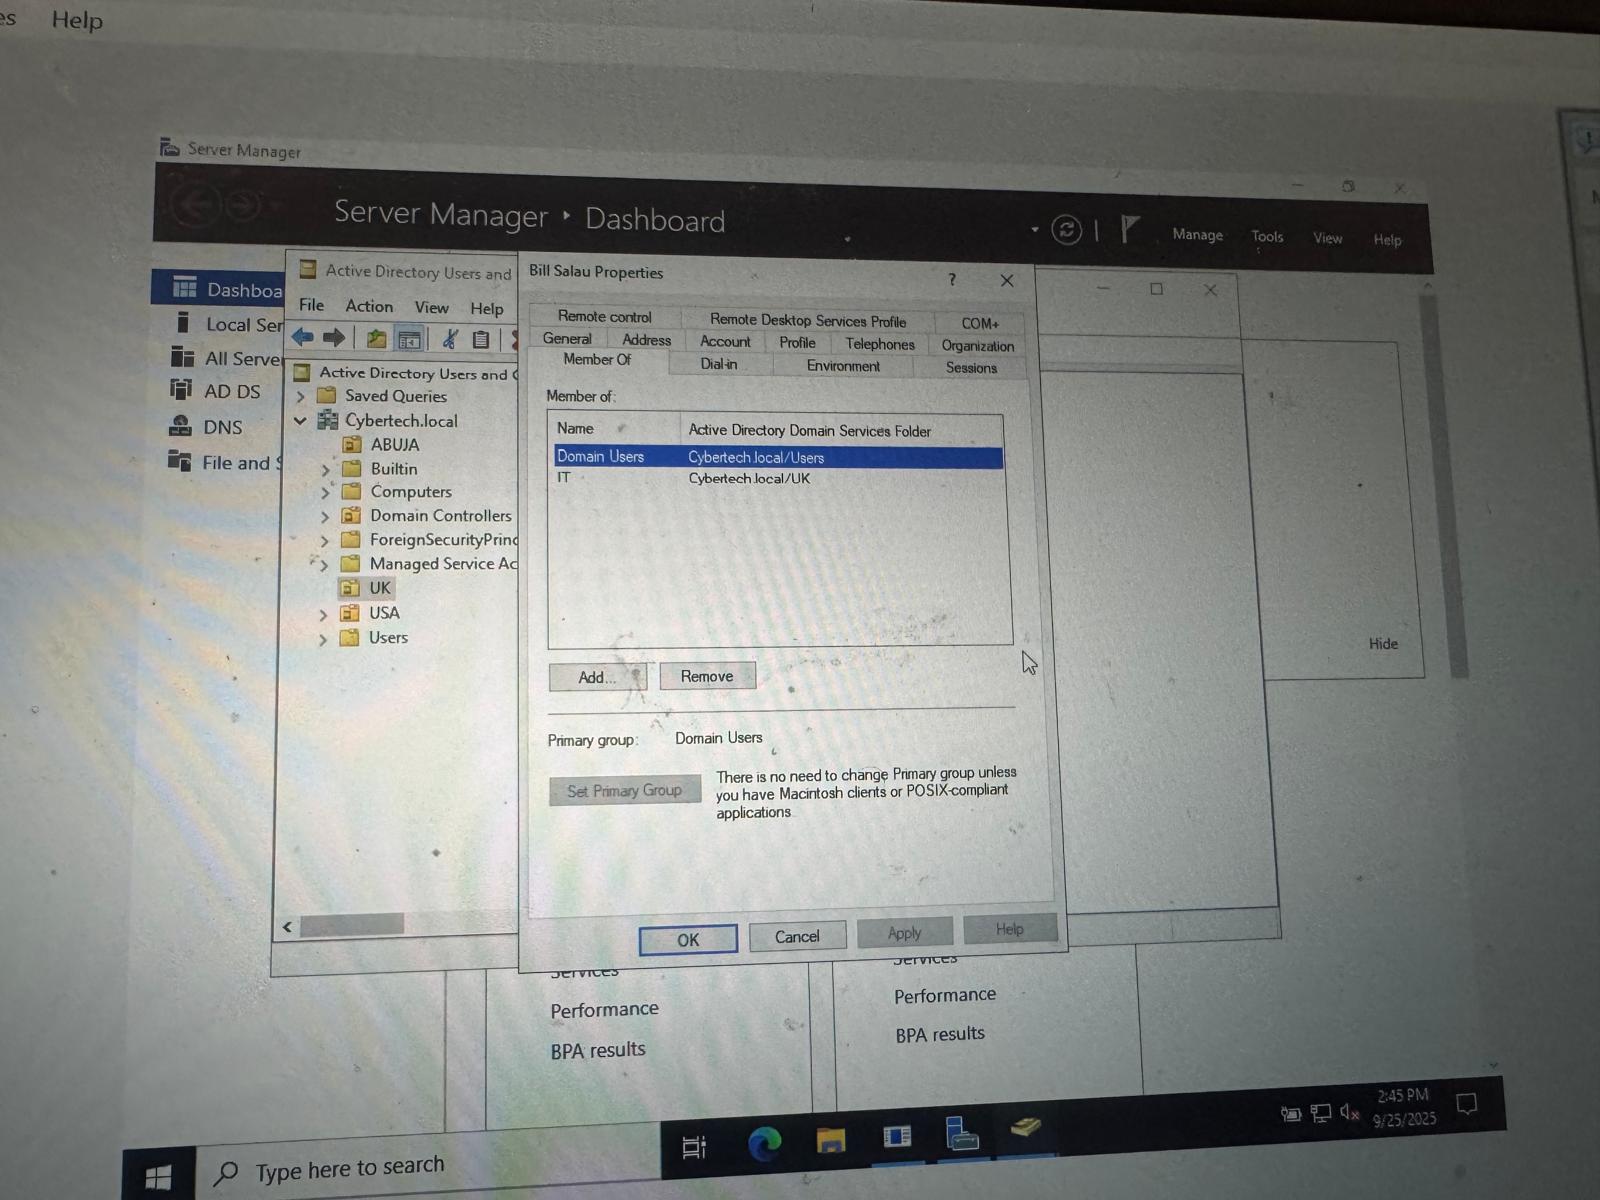 es Help
Server Manager
Server Manager ‣ Dashboard
Manage Tools View Help
Dashboa
Local Ser
All Serve
AD DS
DNS
File and S
Active Directory Users and
File Action View Help
Active Directory Users and C
Saved Queries
Cybertech.local
ABUJA
Builtin
Computers
Domain Controllers
ForeignSecurityPrinc
Managed Service Ac
UK
USA
Users
Bill Salau Properties
Remote control Remote Desktop Services Profile COM+
General Address Account Profile Telephones Organization
Member Of Dial-in Environment Sessions
Member of:
Name Active Directory Domain Services Folder
Domain Users Cybertech.local/Users
IT Cybertech.local/UK
Add... Remove
Primary group: Domain Users
Set Primary Group
There is no need to change Primary group unless
you have Macintosh clients or POSIX-compliant
applications.
OK Cancel Apply Help
Hide
Services
Performance
BPA results
Services
Performance
BPA results
Type here to search
2:45 PM
9/25/2025